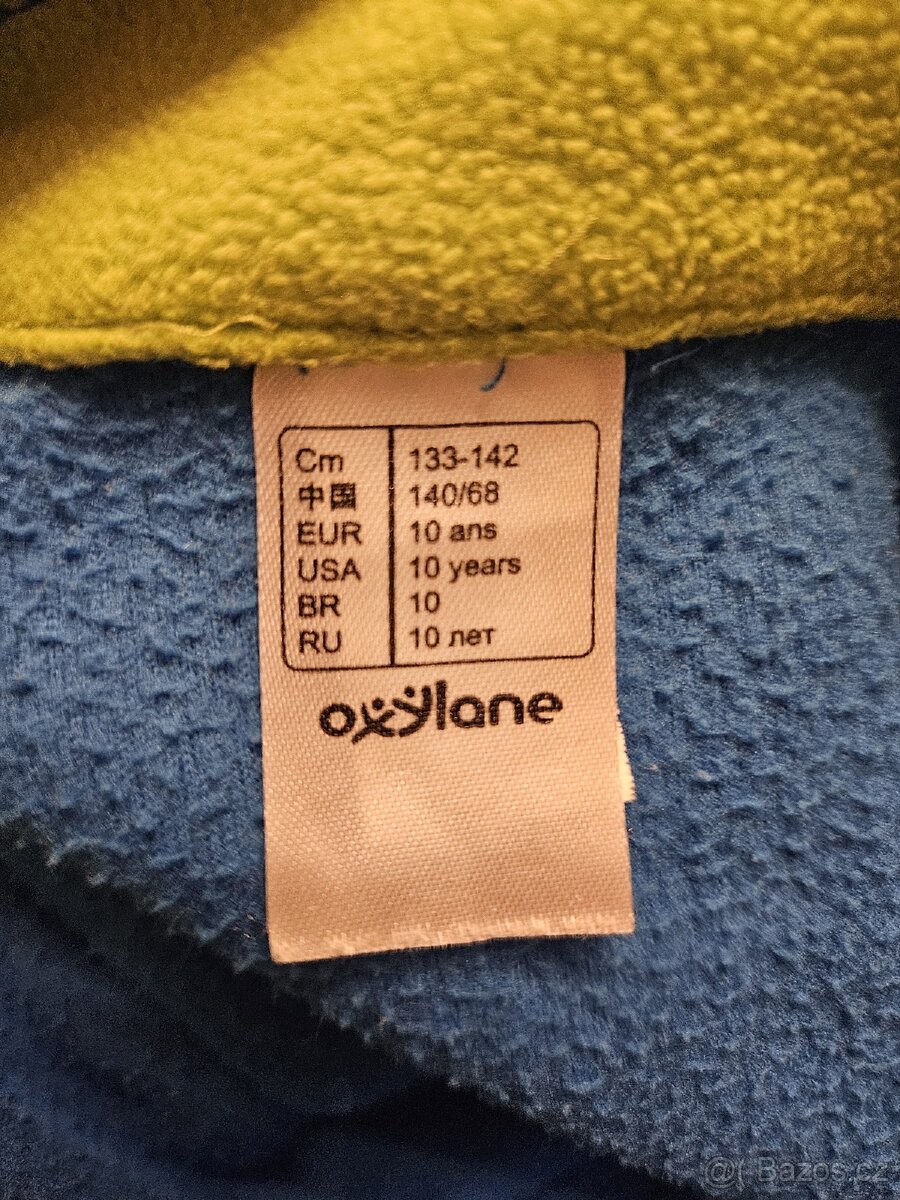 Cm 133-142
中国 140/68
EUR 10 ans
USA 10 years
BR 10
RU 10 лет
oxylane
@( Bazos.cz